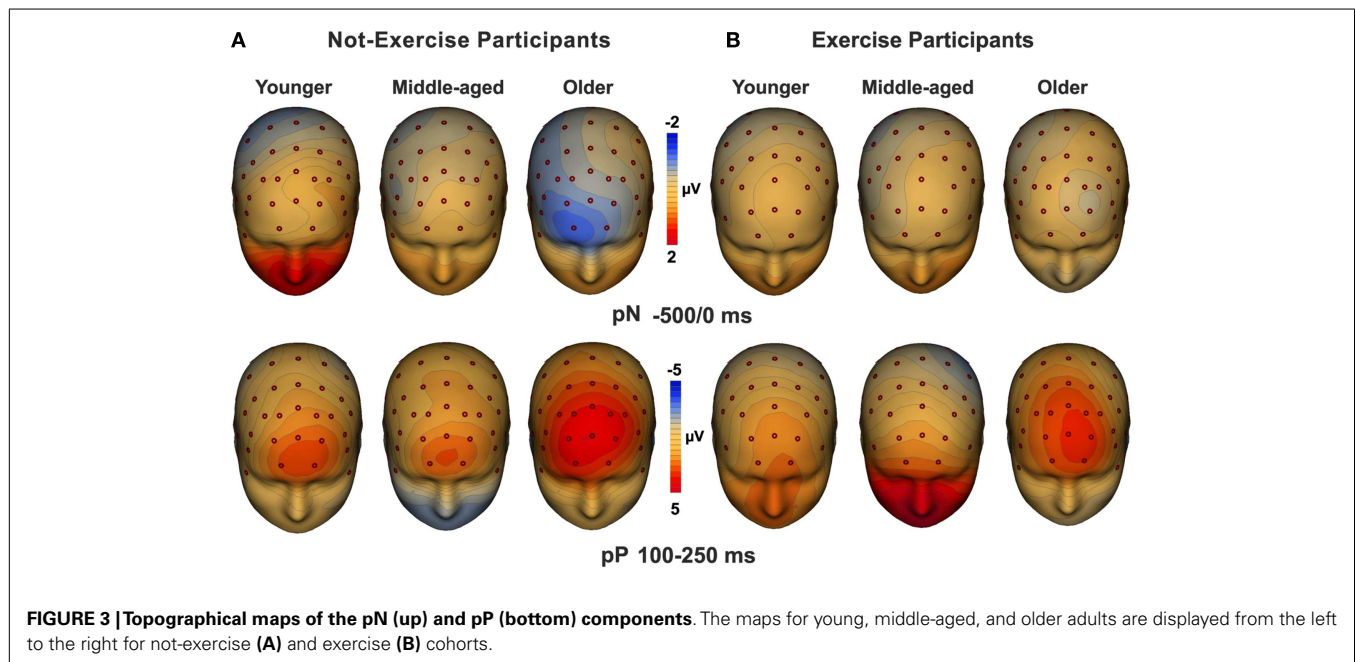 A Not-Exercise Participants B Exercise Participants
Younger Middle-aged Older Younger Middle-aged Older
-2
µV
2
pN -500/0 ms
-5
µV
5
pP 100-250 ms
FIGURE 3 | Topographical maps of the pN (up) and pP (bottom) components. The maps for young, middle-aged, and older adults are displayed from the left
to the right for not-exercise (A) and exercise (B) cohorts.